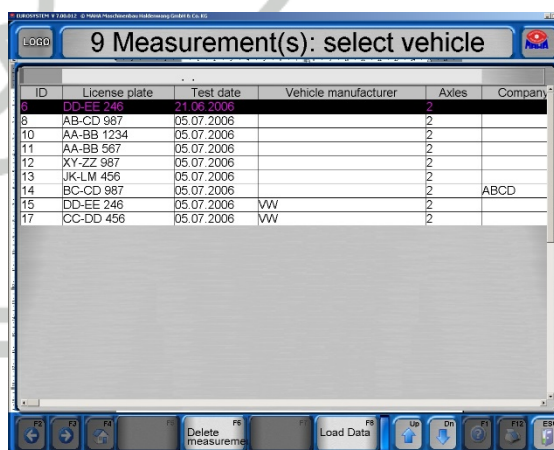 EUROSYSTEM V 7.00.012 © MAHA Maschinenbau Haldenwang GmbH & Co. KG
LOGO 9 Measurement(s): select vehicle
. .
ID License plate Test date Vehicle manufacturer Axles Company
6 DD-EE 246 21.06.2006 2
8 AB-CD 987 05.07.2006 2
10 AA-BB 1234 05.07.2006 2
11 AA-BB 567 05.07.2006 2
12 XY-ZZ 987 05.07.2006 2
13 JK-LM 456 05.07.2006 2
14 BC-CD 987 05.07.2006 2 ABCD
15 DD-EE 246 05.07.2006 VW 2
17 CC-DD 456 05.07.2006 VW 2
F2 F3 F4 F5 F6 F7 F8 Up Dn F1 F12 ESC
Delete Load Data
measureme